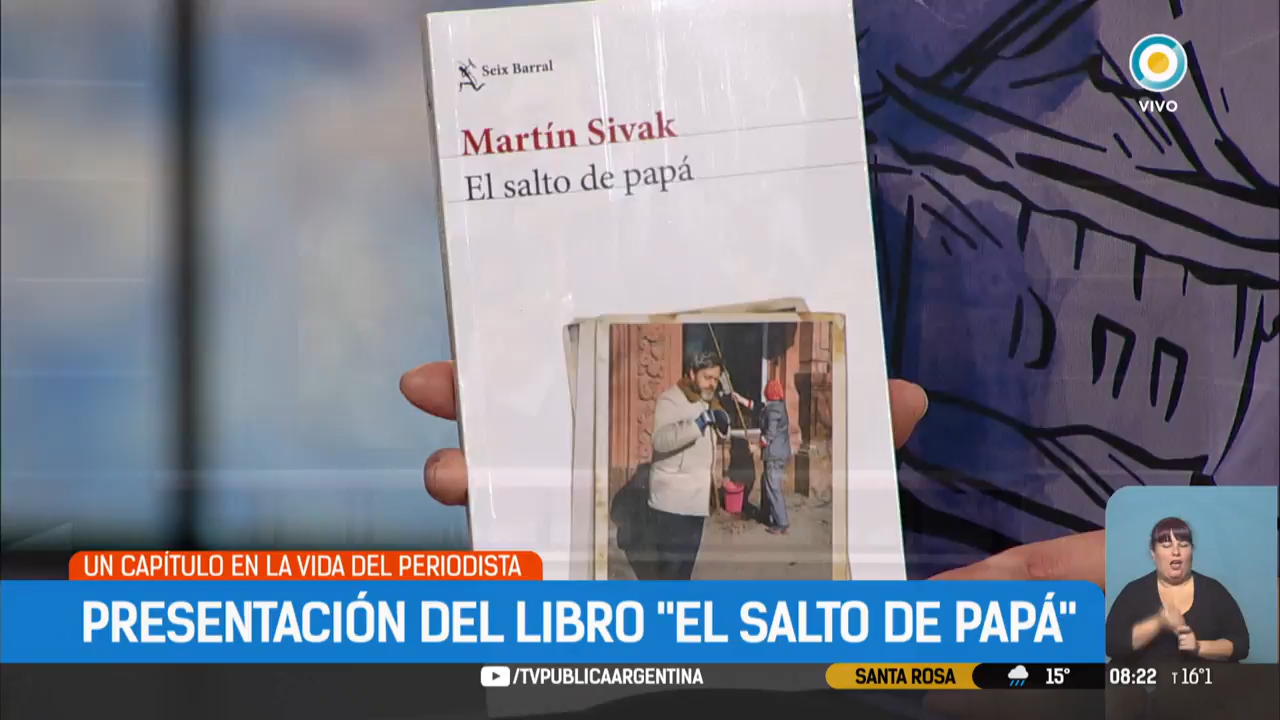 Seix Barral
Martín Sivak
El salto de papá
VIVO
UN CAPÍTULO EN LA VIDA DEL PERIODISTA
PRESENTACIÓN DEL LIBRO "EL SALTO DE PAPÁ"
/TVPUBLICAARGENTINA
SANTA ROSA 15° 08:22 T 16°1